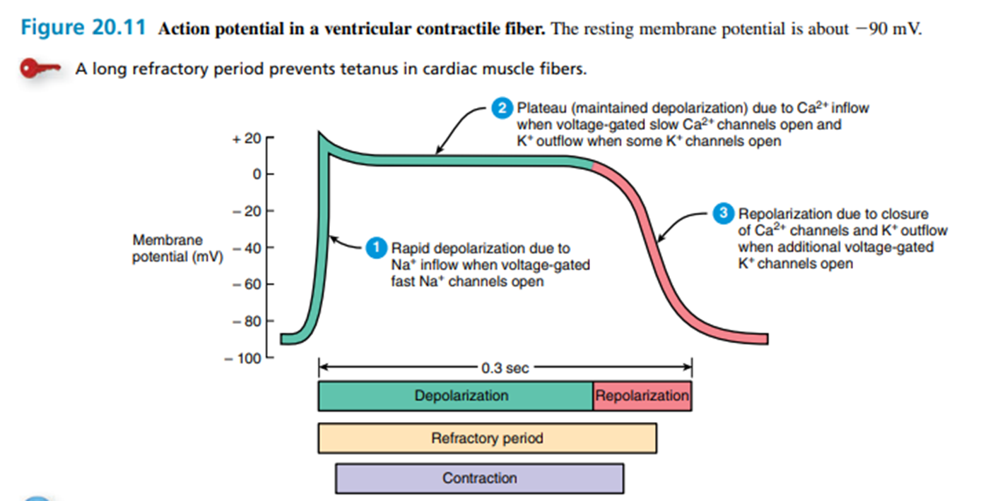 Figure 20.11 Action potential in a ventricular contractile fiber. The resting membrane potential is about −90 mV.
A long refractory period prevents tetanus in cardiac muscle fibers.
2 Plateau (maintained depolarization) due to Ca²⁺ inflow
when voltage-gated slow Ca²⁺ channels open and
K⁺ outflow when some K⁺ channels open
+ 20
0
– 20
– 40
– 60
– 80
– 100
Membrane
potential (mV)
1 Rapid depolarization due to
Na⁺ inflow when voltage-gated
fast Na⁺ channels open
3 Repolarization due to closure
of Ca²⁺ channels and K⁺ outflow
when additional voltage-gated
K⁺ channels open
0.3 sec
Depolarization
Repolarization
Refractory period
Contraction